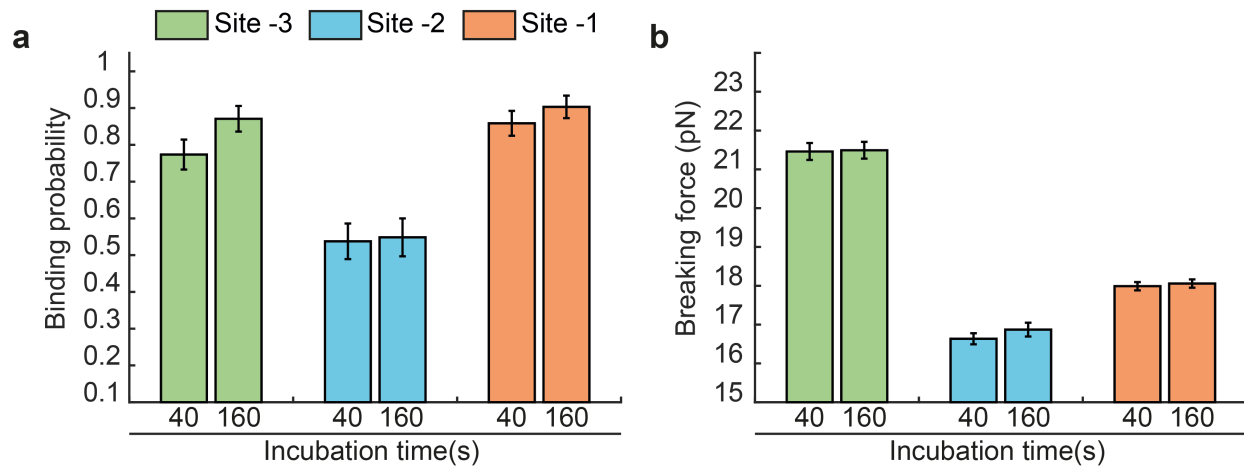 a
Site -3
Site -2
Site -1
Binding probability
1
0.9
0.8
0.7
0.6
0.5
0.4
0.3
0.2
0.1
40 160 40 160 40 160
Incubation time(s)
b
Breaking force (pN)
23
22
21
20
19
18
17
16
15
40 160 40 160 40 160
Incubation time(s)